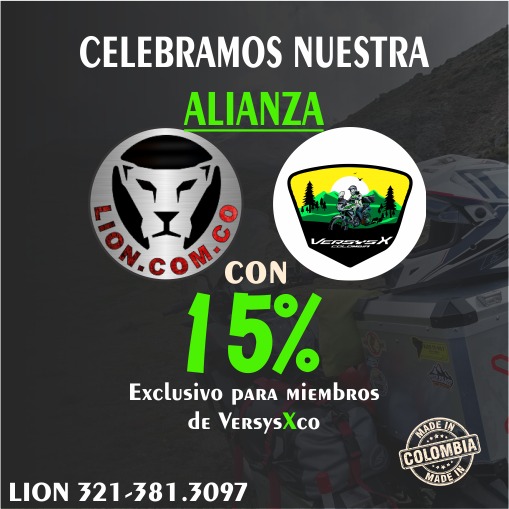 CELEBRAMOS NUESTRA
ALIANZA
LION.COM.CO
VERSYSX
COLOMBIA
CON
15%
Exclusivo para miembros
de VersysXco
MADE IN
COLOMBIA
MADE IN
LION 321-381.3097